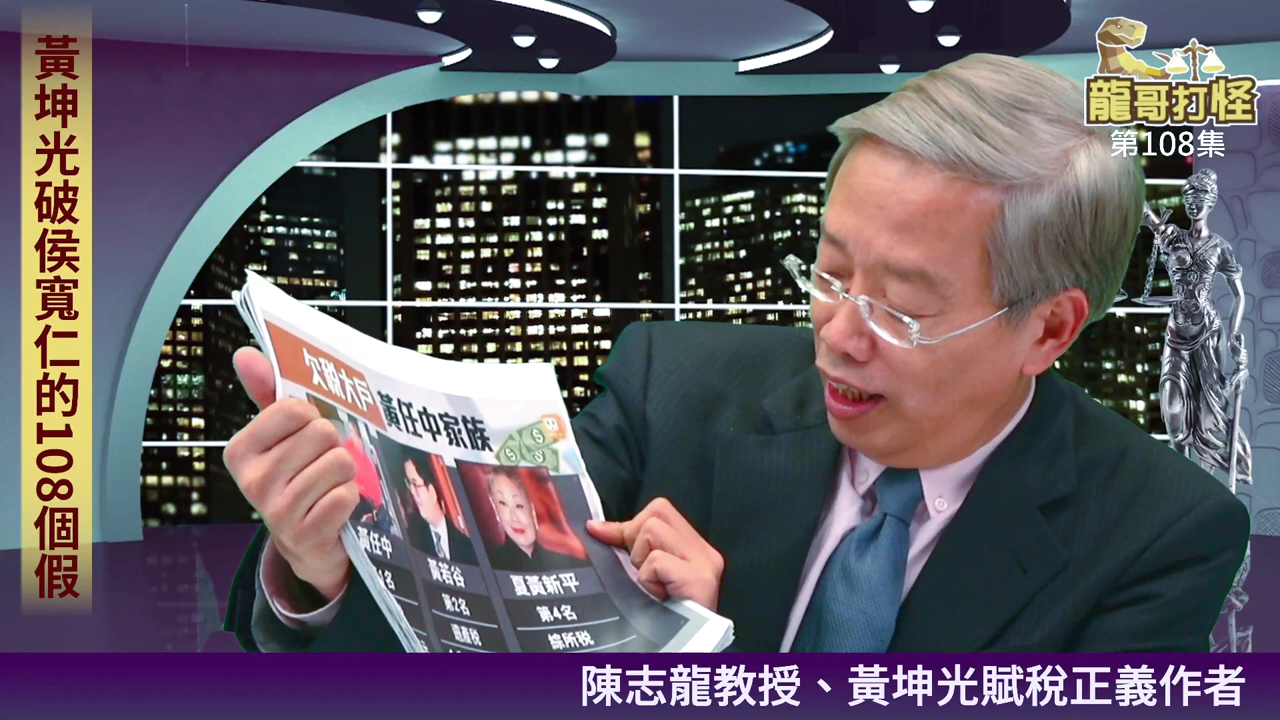 黃坤光破侯寬仁的108個假
龍哥打怪
第108集
欠稅大戶
黃任中家族
黃任中
黃若谷
夏黃新平
第2名
第4名
遺產稅
綜所稅
陳志龍教授、黃坤光賦稅正義作者